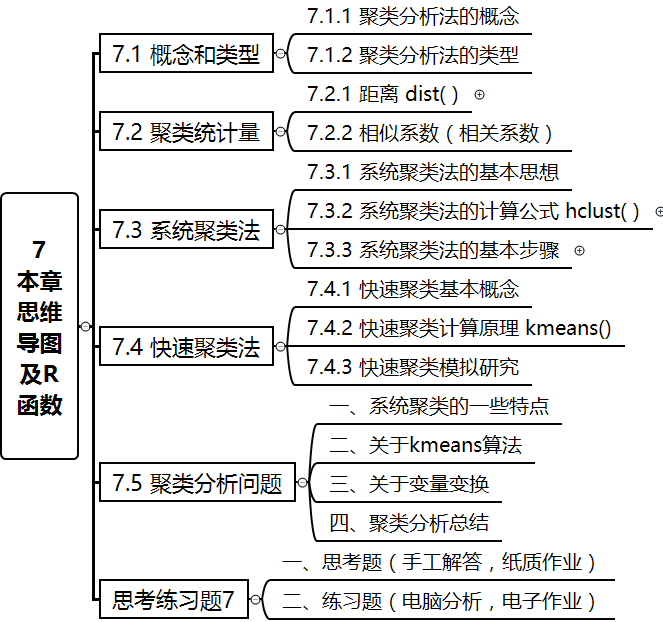 7
本章
思维
导图
及R
函数
7.1 概念和类型
7.1.1 聚类分析法的概念
7.1.2 聚类分析法的类型
7.2 聚类统计量
7.2.1 距离 dist( )
7.2.2 相似系数（相关系数）
7.3 系统聚类法
7.3.1 系统聚类法的基本思想
7.3.2 系统聚类法的计算公式 hclust( )
7.3.3 系统聚类法的基本步骤
7.4 快速聚类法
7.4.1 快速聚类基本概念
7.4.2 快速聚类计算原理 kmeans()
7.4.3 快速聚类模拟研究
7.5 聚类分析问题
一、系统聚类的一些特点
二、关于kmeans算法
三、关于变量变换
四、聚类分析总结
思考练习题7
一、思考题（手工解答，纸质作业）
二、练习题（电脑分析，电子作业）